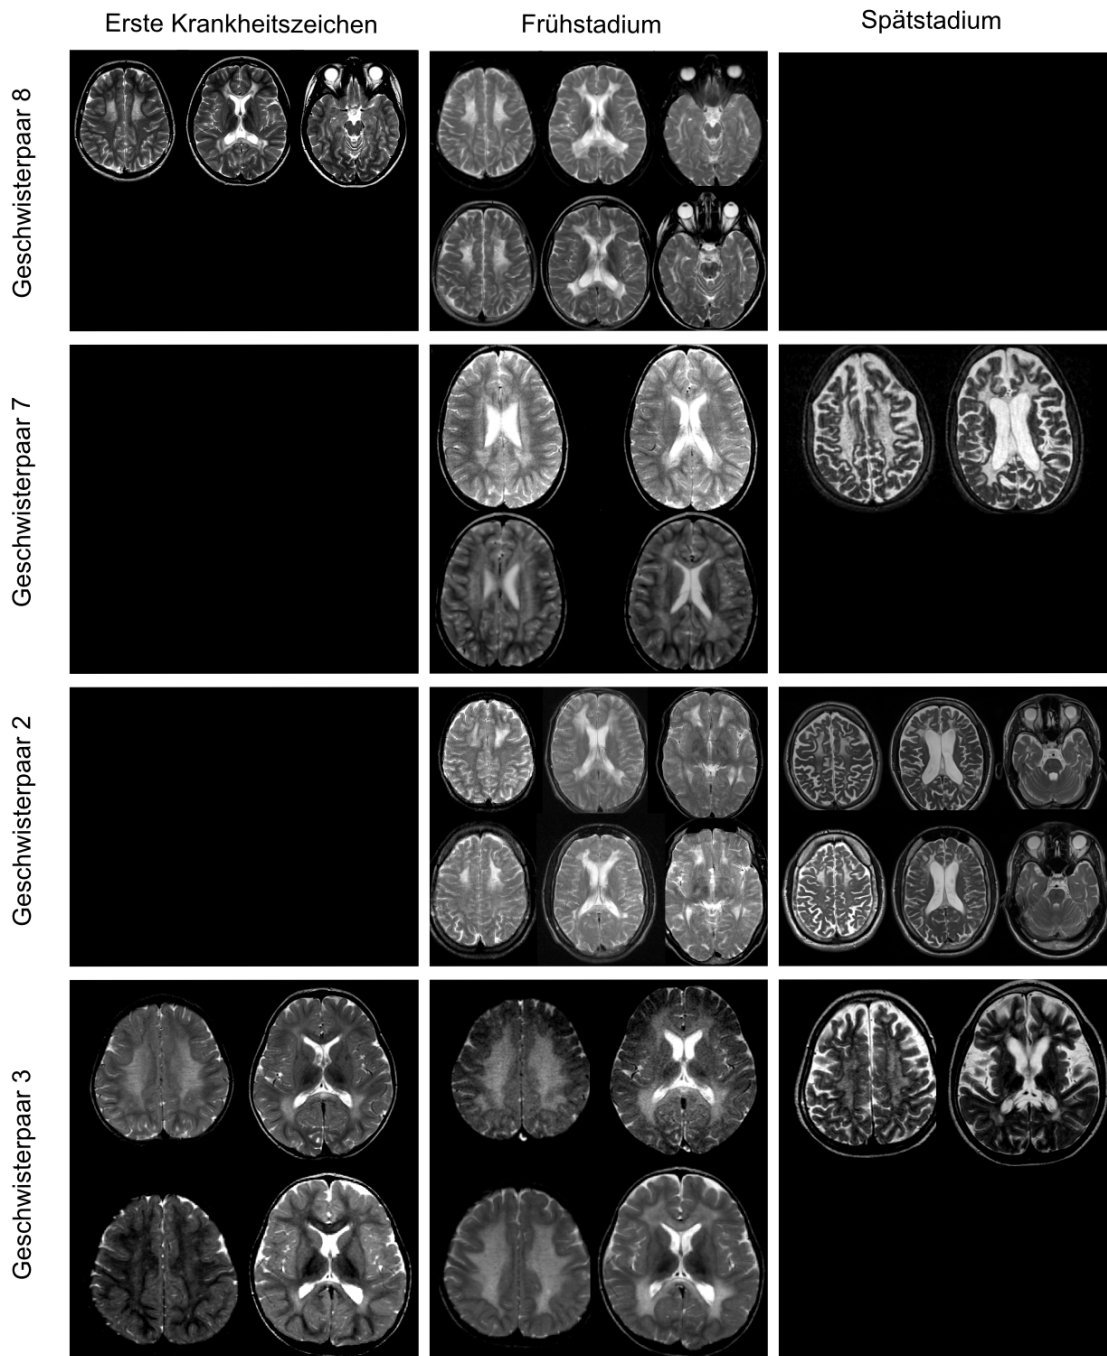 Erste Krankheitszeichen
Frühstadium
Spätstadium
Geschwisterpaar 8
Geschwisterpaar 7
Geschwisterpaar 2
Geschwisterpaar 3